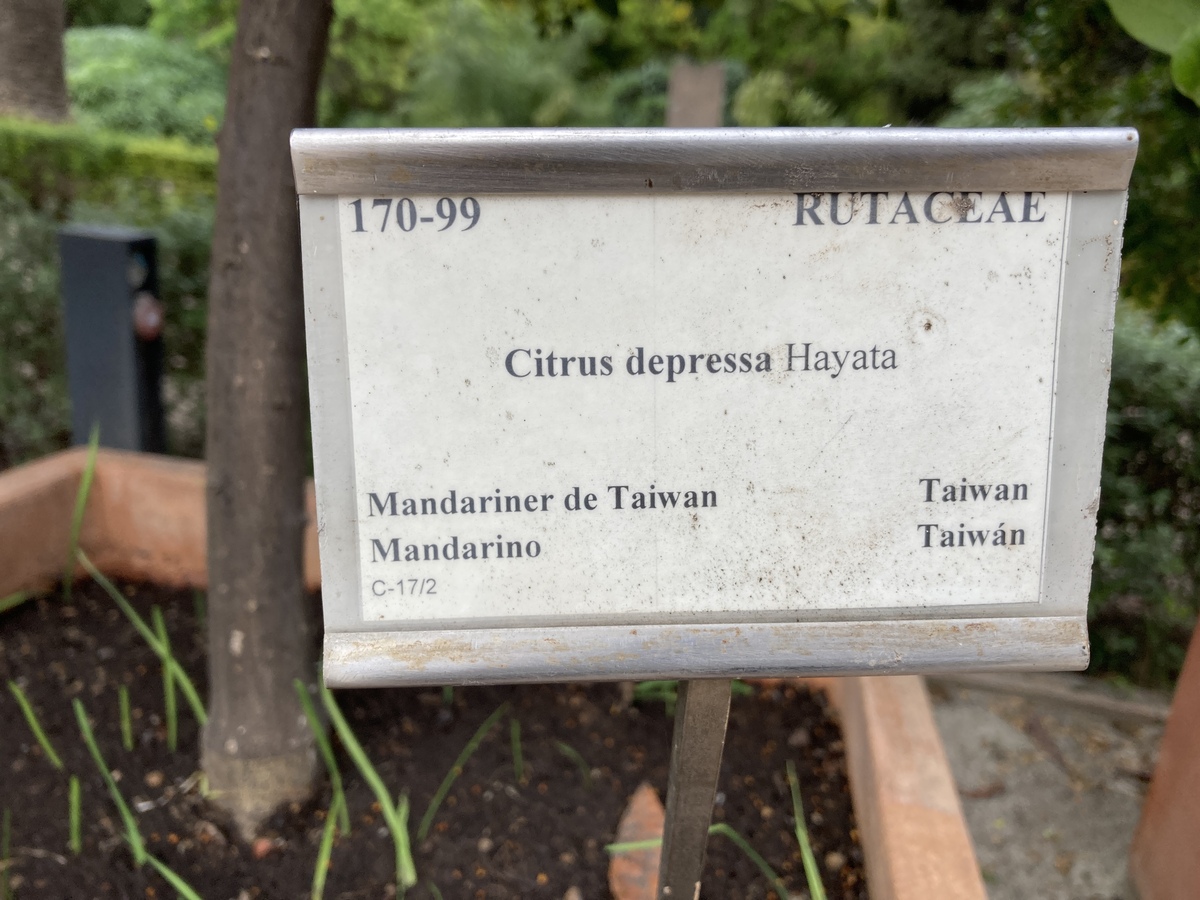 170-99 RUTACEAE
Citrus depressa Hayata
Mandariner de Taiwan Taiwan
Mandarino Taiwán
C-17/2